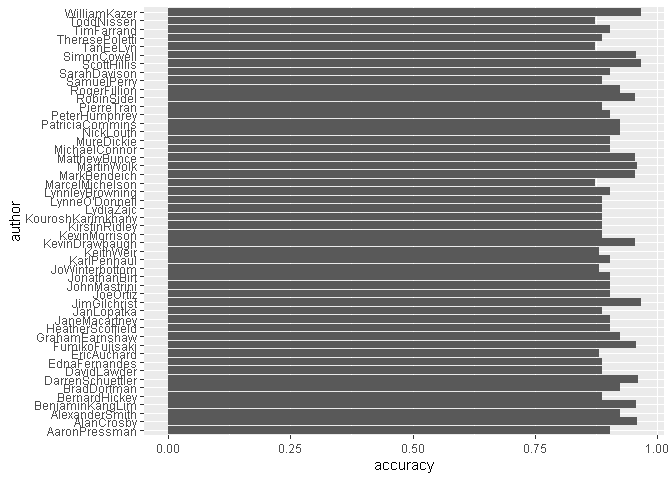 WilliamKazer
ToddNissen
TimFarrand
TheresePoletti
TanEeLyn
SimonCowell
ScottHillis
SarahDavison
SamuelPerry
RogerFillion
RobinSidel
PierreTran
PeterHumphrey
PatriciaCommins
NickLouth
MureDickie
MichaelConnor
MatthewBunce
MartinWolk
MarkBendeich
MarcelMichelson
LynnleyBrowning
LynneO'Donnell
LydiaZajc
KouroshKarimkhany
KirstinRidley
KevinMorrison
KevinDrawbaugh
KeithWeir
KarlPenhaul
JoWinterbottom
JonathanBirt
JohnMastrini
JoeOrtiz
JimGilchrist
JanLopatka
JaneMacartney
HeatherScoffield
GrahamEarnshaw
FumikoFujisaki
EricAuchard
EdnaFernandes
DavidLawder
DarrenSchuettler
BradDorfman
BernardHickey
BenjaminKangLim
AlexanderSmith
AlanCrosby
AaronPressman
author
0.00 0.25 0.50 0.75 1.00
accuracy